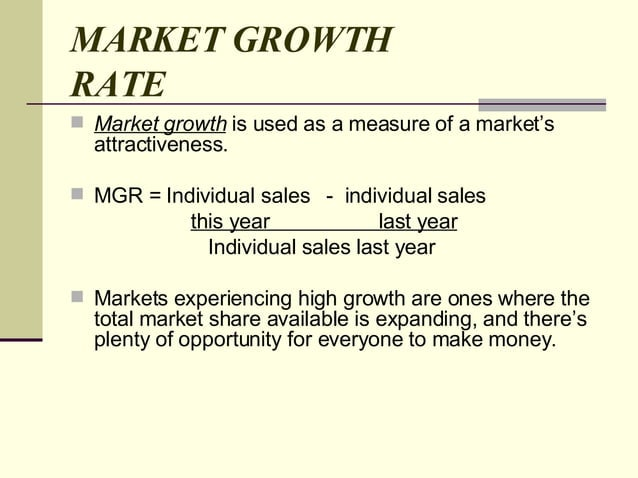 MARKET GROWTH
RATE
Market growth is used as a measure of a market’s
attractiveness.
MGR = Individual sales - individual sales
this year last year
Individual sales last year
Markets experiencing high growth are ones where the
total market share available is expanding, and there’s
plenty of opportunity for everyone to make money.